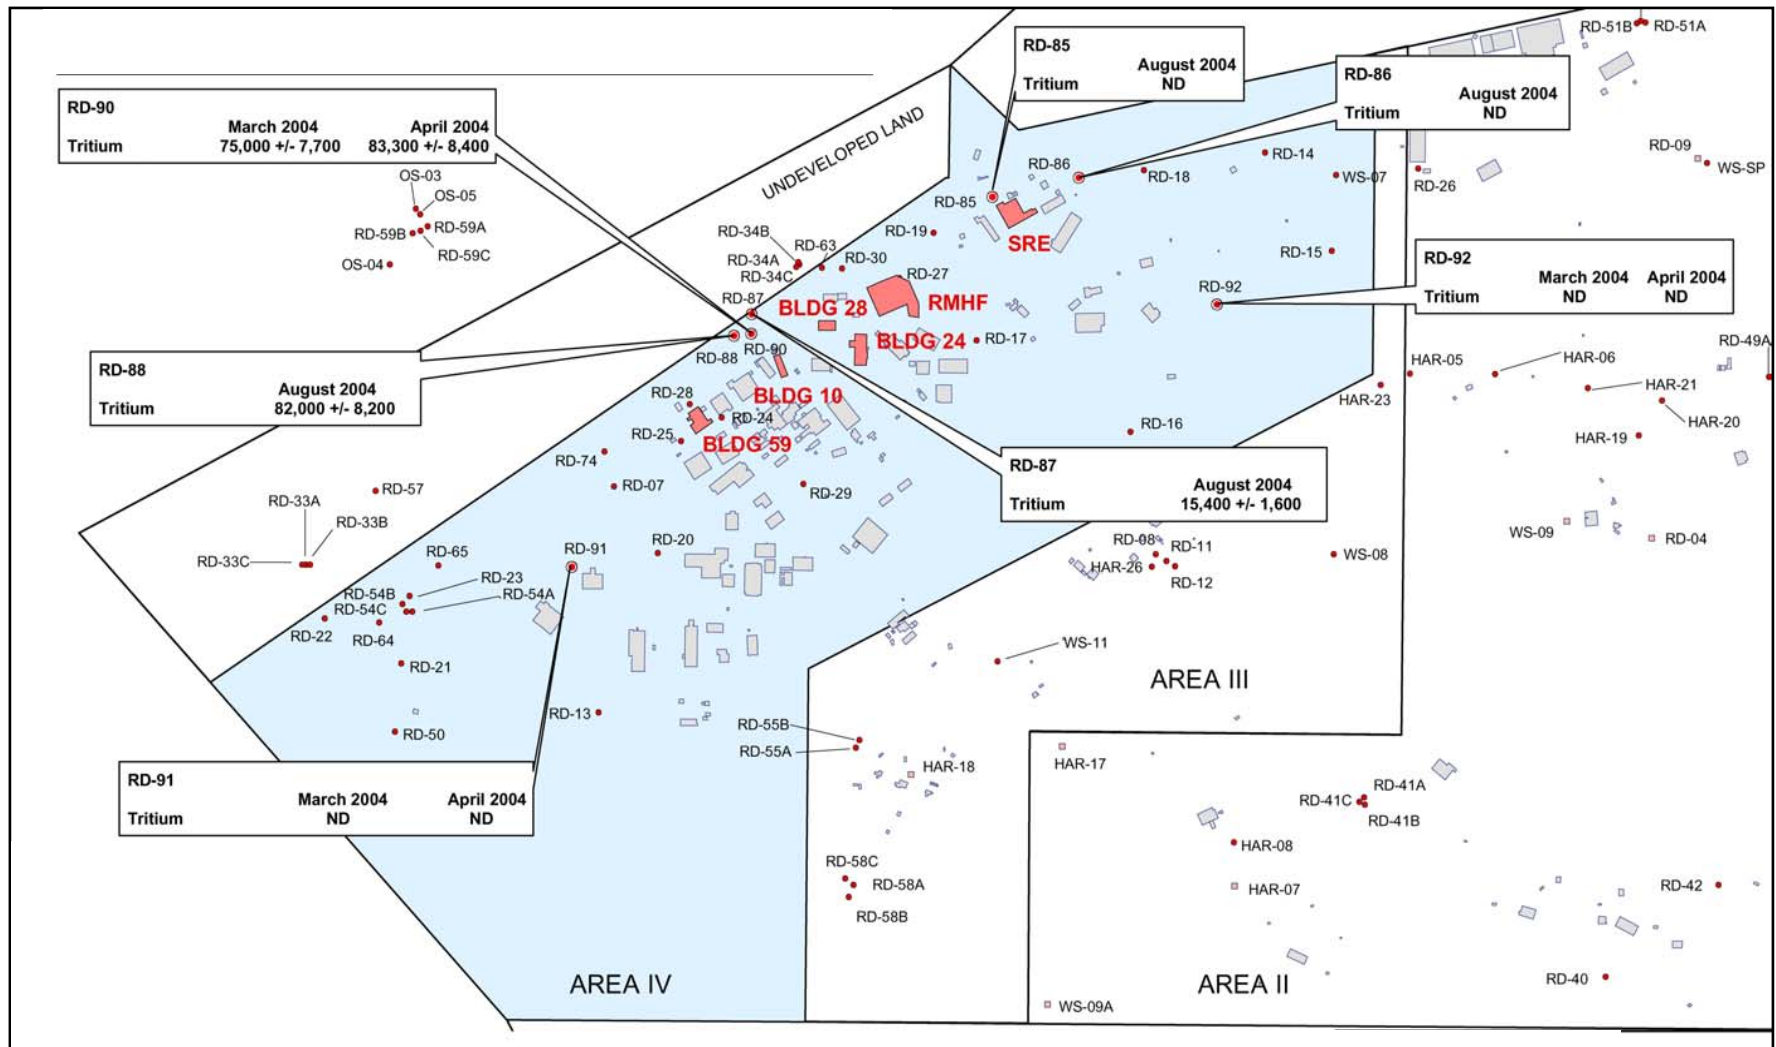 RD-51B
RD-51A
RD-85
August 2004
Tritium
ND
RD-86
August 2004
Tritium
ND
RD-90
March 2004
April 2004
Tritium
75,000 +/- 7,700
83,300 +/- 8,400
UNDEVELOPED LAND
RD-09
WS-SP
RD-14
RD-86
RD-18
WS-07
RD-26
OS-03
OS-05
RD-85
RD-59A
RD-59B
RD-59C
OS-04
RD-34B
RD-63
RD-34A
RD-30
RD-34C
RD-19
SRE
RD-15
RD-27
RD-92
March 2004
April 2004
Tritium
ND
ND
RD-92
RD-87
BLDG 28
RMHF
BLDG 24
RD-17
RD-88
RD-90
RD-88
August 2004
Tritium
82,000 +/- 8,200
RD-49A
HAR-05
HAR-06
HAR-21
HAR-23
HAR-20
HAR-19
RD-28
BLDG 10
RD-24
RD-25
BLDG 59
RD-16
RD-74
RD-07
RD-29
RD-87
August 2004
Tritium
15,400 +/- 1,600
RD-57
RD-33A
RD-33B
RD-33C
RD-65
RD-91
RD-20
RD-08
RD-11
HAR-26
RD-12
WS-08
WS-09
RD-04
RD-23
RD-54B
RD-54A
RD-54C
RD-22
RD-64
RD-21
WS-11
AREA III
RD-13
RD-50
RD-55B
RD-55A
HAR-18
HAR-17
RD-91
March 2004
April 2004
Tritium
ND
ND
RD-41A
RD-41C
RD-41B
HAR-08
HAR-07
RD-58C
RD-58A
RD-58B
RD-42
AREA IV
AREA II
RD-40
WS-09A